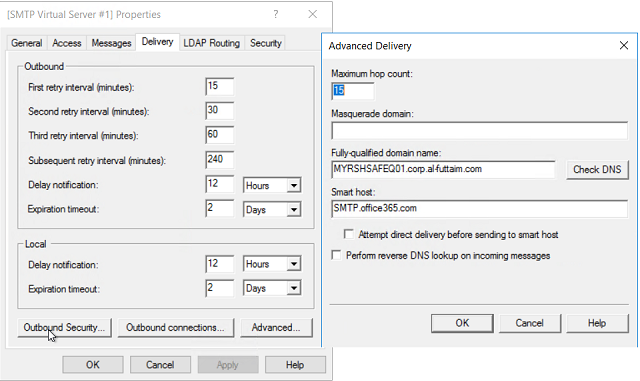 [SMTP Virtual Server #1] Properties
General Access Messages Delivery LDAP Routing Security
Outbound
First retry interval (minutes): 15
Second retry interval (minutes): 30
Third retry interval (minutes): 60
Subsequent retry interval (minutes): 240
Delay notification: 12 Hours
Expiration timeout: 2 Days
Local
Delay notification: 12 Hours
Expiration timeout: 2 Days
Outbound Security... Outbound connections... Advanced...
OK Cancel Apply Help
Advanced Delivery
Maximum hop count:
15
Masquerade domain:
Fully-qualified domain name:
MYRSHSAFEQ01.corp.al-futtaim.com Check DNS
Smart host:
SMTP.office365.com
Attempt direct delivery before sending to smart host
Perform reverse DNS lookup on incoming messages
OK Cancel Help